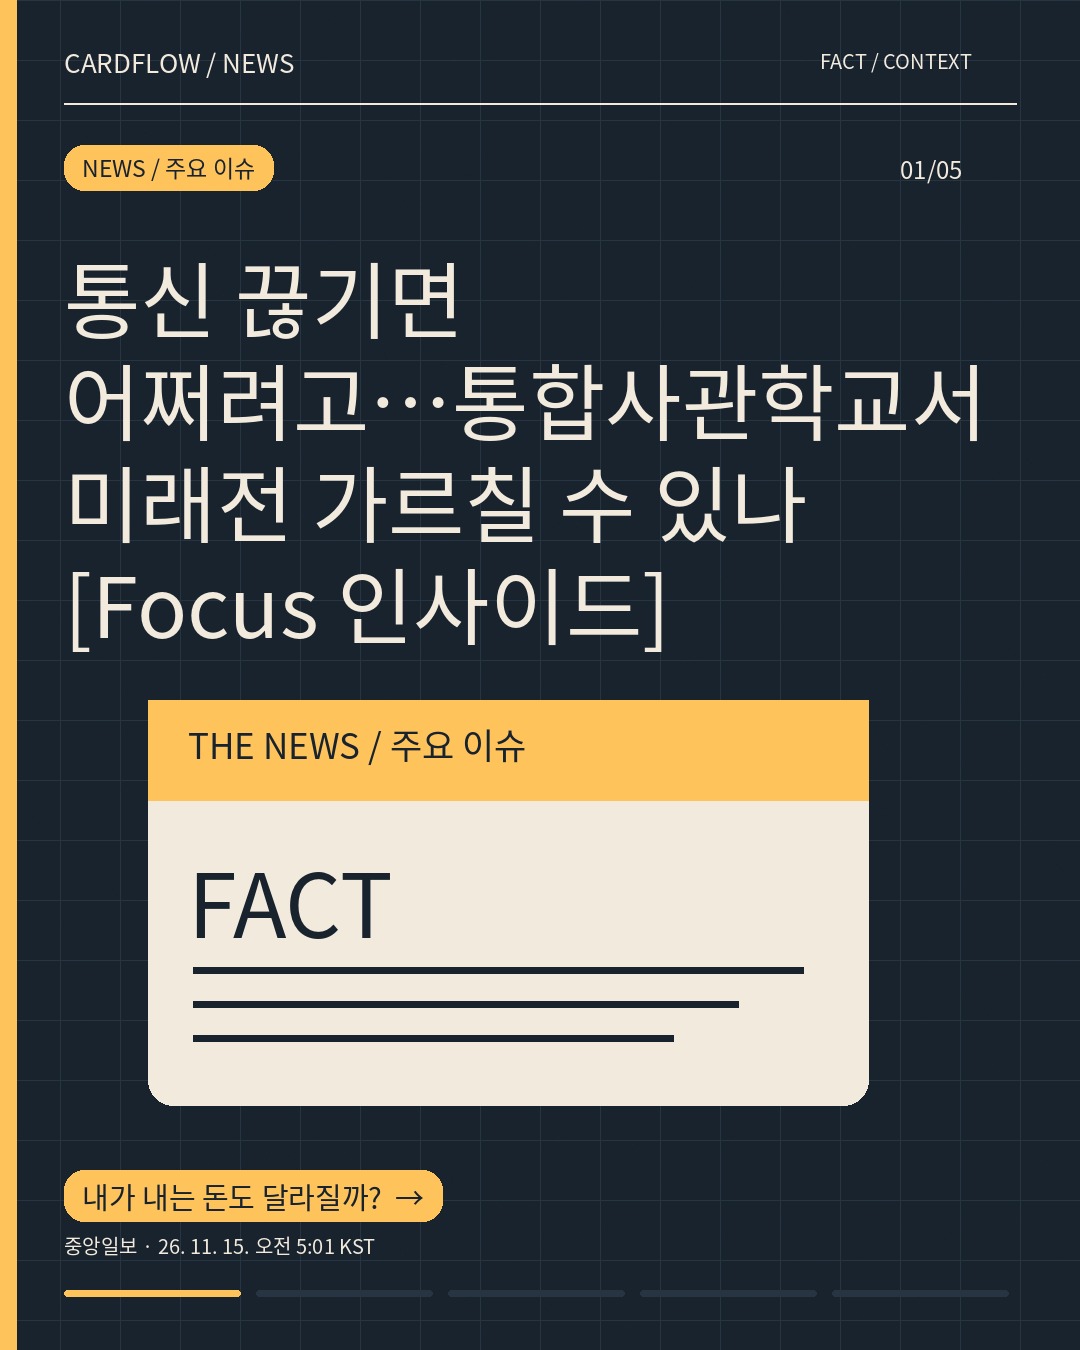 CARDFLOW / NEWS
FACT / CONTEXT
NEWS / 주요 이슈
01/05
통신 끊기면
어쩌려고…통합사관학교서
미래전 가르칠 수 있나
[Focus 인사이드]
THE NEWS / 주요 이슈
FACT
내가 내는 돈도 달라질까? →
중앙일보 · 26. 11. 15. 오전 5:01 KST